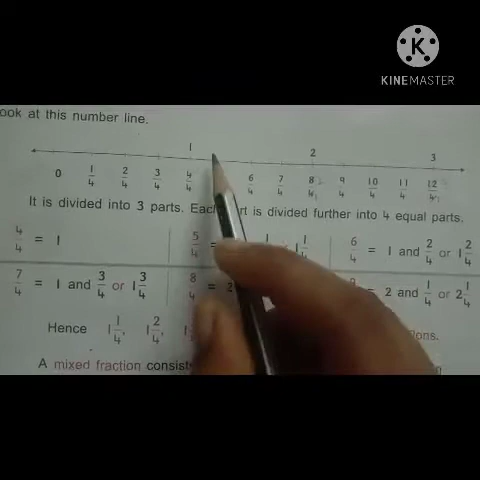 K
KINEMASTER
ook at this number line.
1 2 3
0 1/4 2/4 3/4 4/4 6/4 7/4 8/4 9/4 10/4 11/4 12/4
It is divided into 3 parts. Each part is divided further into 4 equal parts.
4/4 = 1 5/4 = 1 1/4 6/4 = 1 and 2/4 or 1 2/4
7/4 = 1 and 3/4 or 1 3/4 8/4 = 2 = 2 and 1/4 or 2 1/4
Hence 1 1/4, 1 2/4,
A mixed fraction consist